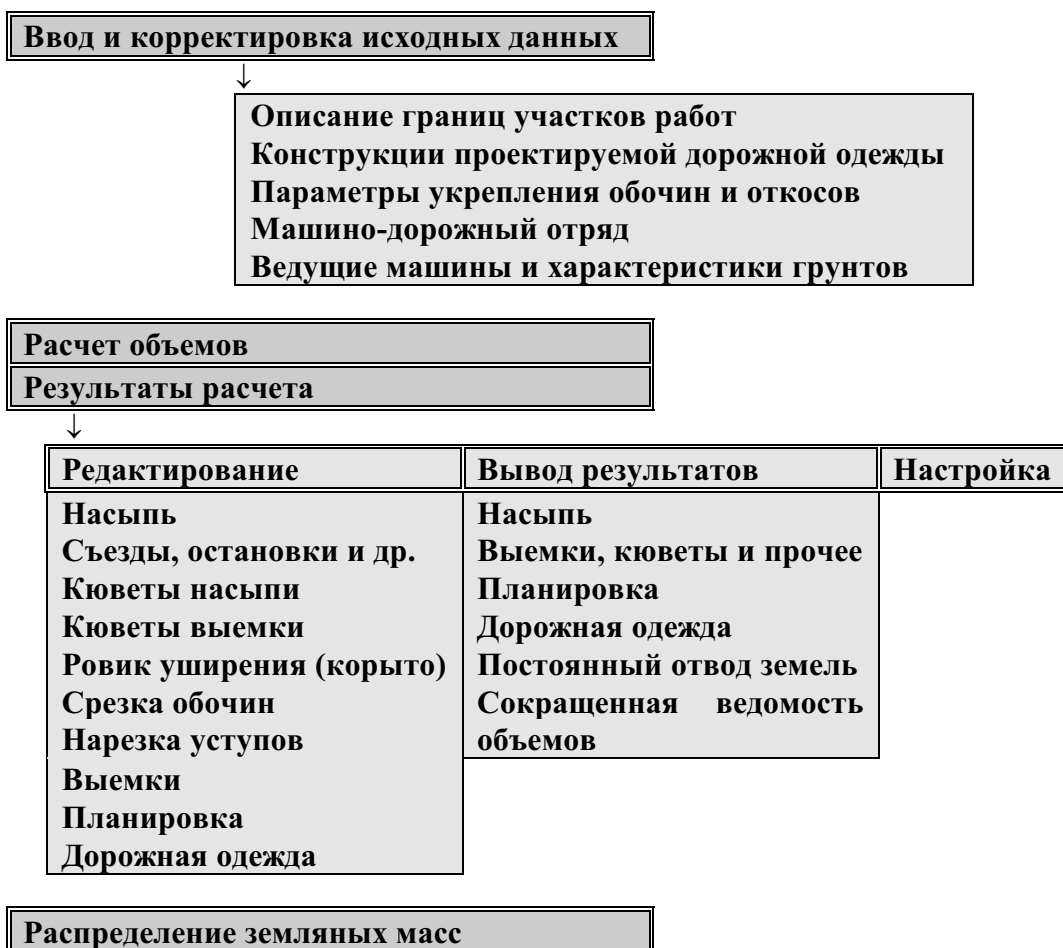 Ввод и корректировка исходных данных
↓
Описание границ участков работ
Конструкции проектируемой дорожной одежды
Параметры укрепления обочин и откосов
Машино-дорожный отряд
Ведущие машины и характеристики грунтов
Расчет объемов
Результаты расчета
↓
Редактирование
Насыпь
Съезды, остановки и др.
Кюветы насыпи
Кюветы выемки
Ровик уширения (корыто)
Срезка обочин
Нарезка уступов
Выемки
Планировка
Дорожная одежда
Вывод результатов
Насыпь
Выемки, кюветы и прочее
Планировка
Дорожная одежда
Постоянный отвод земель
Сокращенная ведомость
объемов
Настройка
Распределение земляных масс